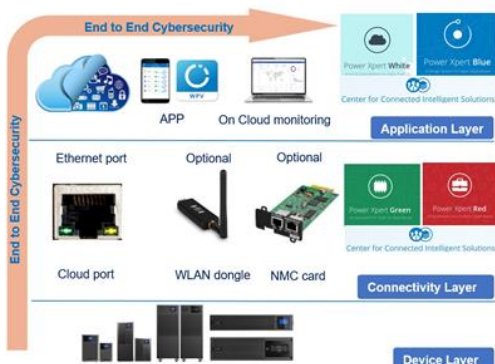 End to End Cybersecurity
End to End Cybersecurity
WPV
APP
On Cloud monitoring
Power Xpert White
Power Xpert Blue
Center for Connected Intelligent Solutions
Application Layer
Ethernet port
Optional
Optional
Cloud port
WLAN dongle
NMC card
Power Xpert Green
Power Xpert Red
Center for Connected Intelligent Solutions
Connectivity Layer
Device Layer